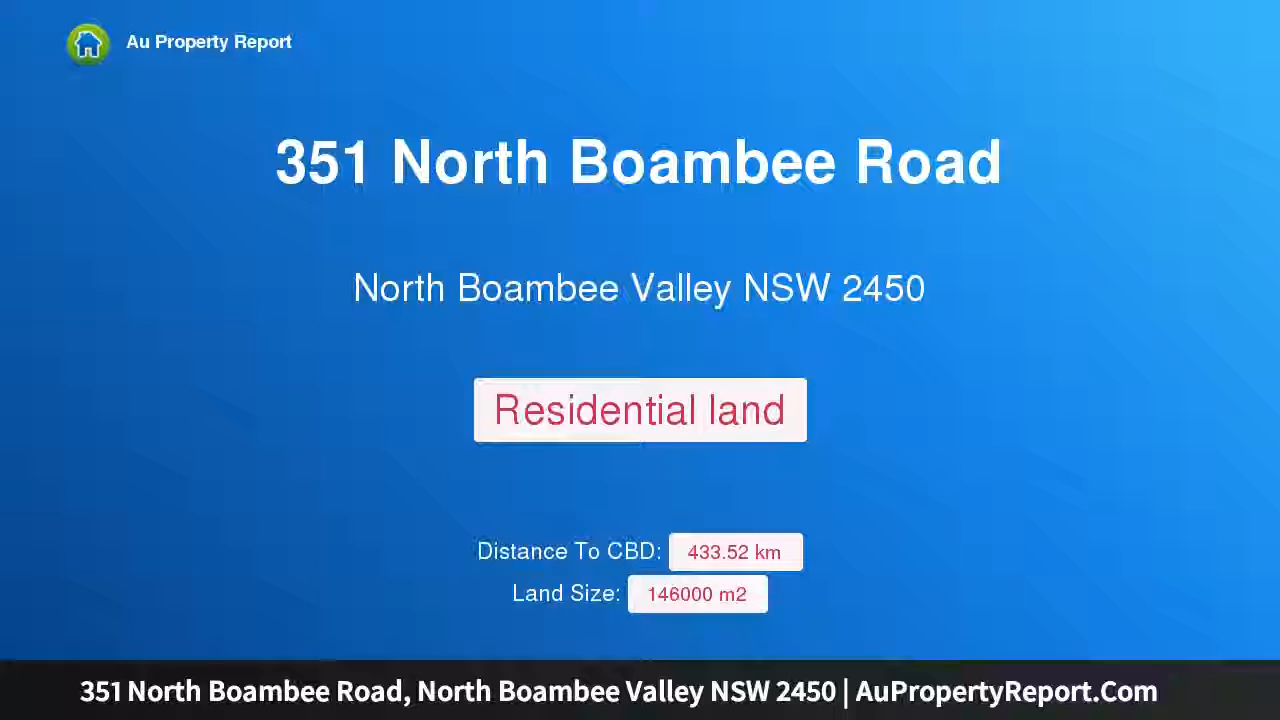 Au Property Report
351 North Boambee Road
North Boambee Valley NSW 2450
Residential land
Distance To CBD: 433.52 km
Land Size: 146000 m2
351 North Boambee Road, North Boambee Valley NSW 2450 | AuPropertyReport.Com